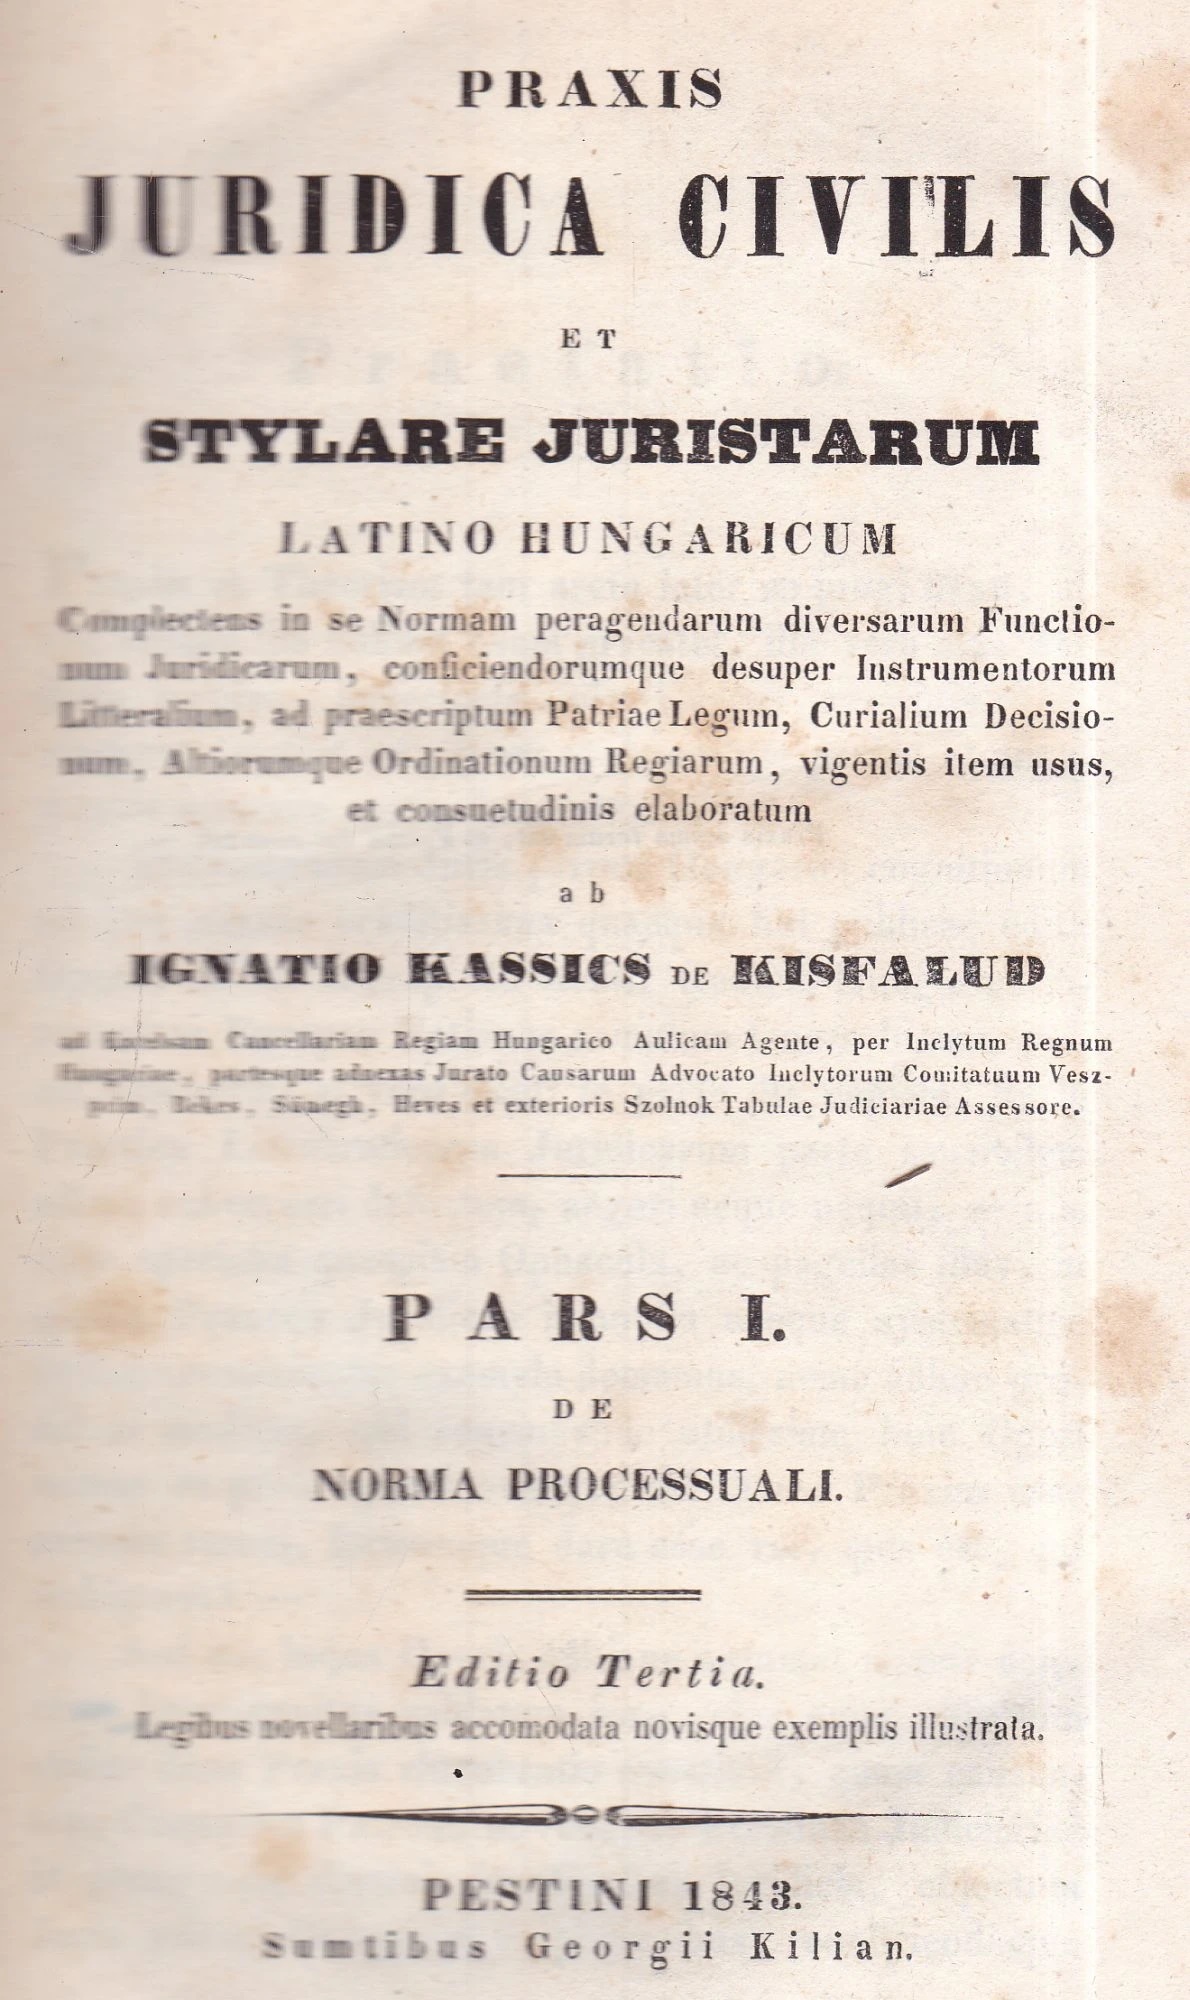 PRAXIS
JURIDICA CIVILIS
ET
STYLARE JURISTARUM
LATINO HUNGARICUM
Complectens in se Normam peragendarum diversarum Functio-
num Juridicarum, conficiendorumque desuper Instrumentorum
Litteralium, ad praescriptum Patriae Legum, Curialium Decisio-
num, Altiorumque Ordinationum Regiarum, vigentis item usus,
et consuetudinis elaboratum
ab
IGNATIO KASSICS DE KISFALUD
ad Excelsam Cancellariam Regiam Hungarico Aulicam Agente, per Inclytum Regnum
Hungariae, partesque adnexas Jurato Causarum Advocato Inclytorum Comitatuum Vesz-
prim, Bekes, Sümegh, Heves et exterioris Szolnok Tabulae Judiciariae Assessore.
PARS I.
DE
NORMA PROCESSUALI.
Editio Tertia.
Legibus novellaribus accomodata novisque exemplis illustrata.
PESTINI 1843.
Sumtibus Georgii Kilian.